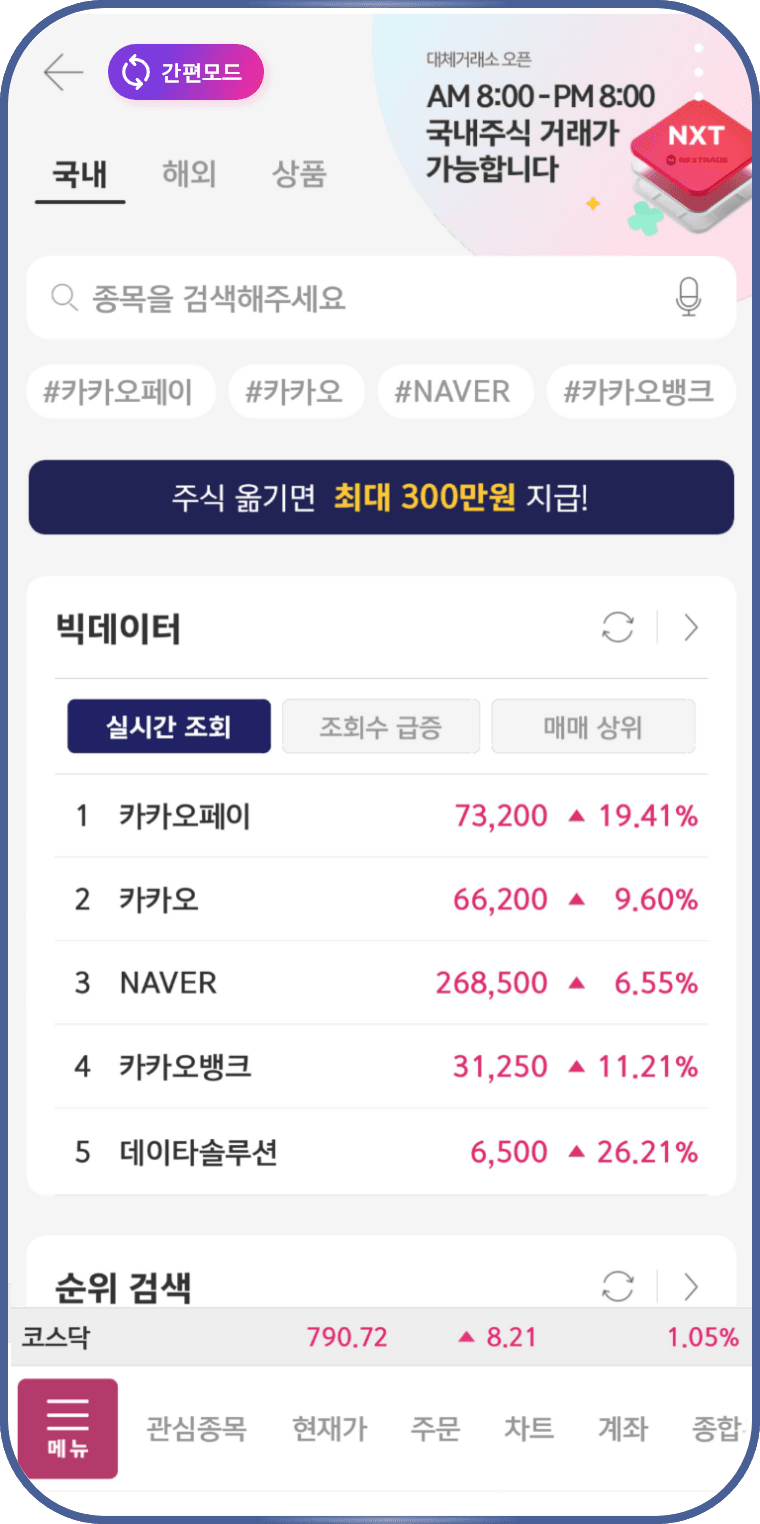 간편모드
대체거래소 오픈
AM 8:00 - PM 8:00
국내주식 거래가
가능합니다
NXT
NEXTRADE
국내 해외 상품
종목을 검색해주세요
#카카오페이 #카카오 #NAVER #카카오뱅크
주식 옮기면 최대 300만원 지급!
빅데이터
실시간 조회 조회수 급증 매매 상위
1 카카오페이 73,200 ▲ 19.41%
2 카카오 66,200 ▲ 9.60%
3 NAVER 268,500 ▲ 6.55%
4 카카오뱅크 31,250 ▲ 11.21%
5 데이타솔루션 6,500 ▲ 26.21%
순위 검색
코스닥 790.72 ▲ 8.21 1.05%
메뉴 관심종목 현재가 주문 차트 계좌 종합